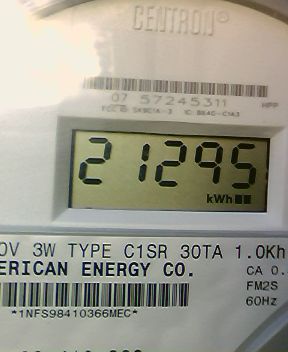 CENTRON®
07 57245311
HPP
21295
kWh
0V 3W TYPE C1SR 30TA 1.0Kh
ERICAN ENERGY CO.
CA 0.
FM2S
60Hz
*1NFS98410366MEC*